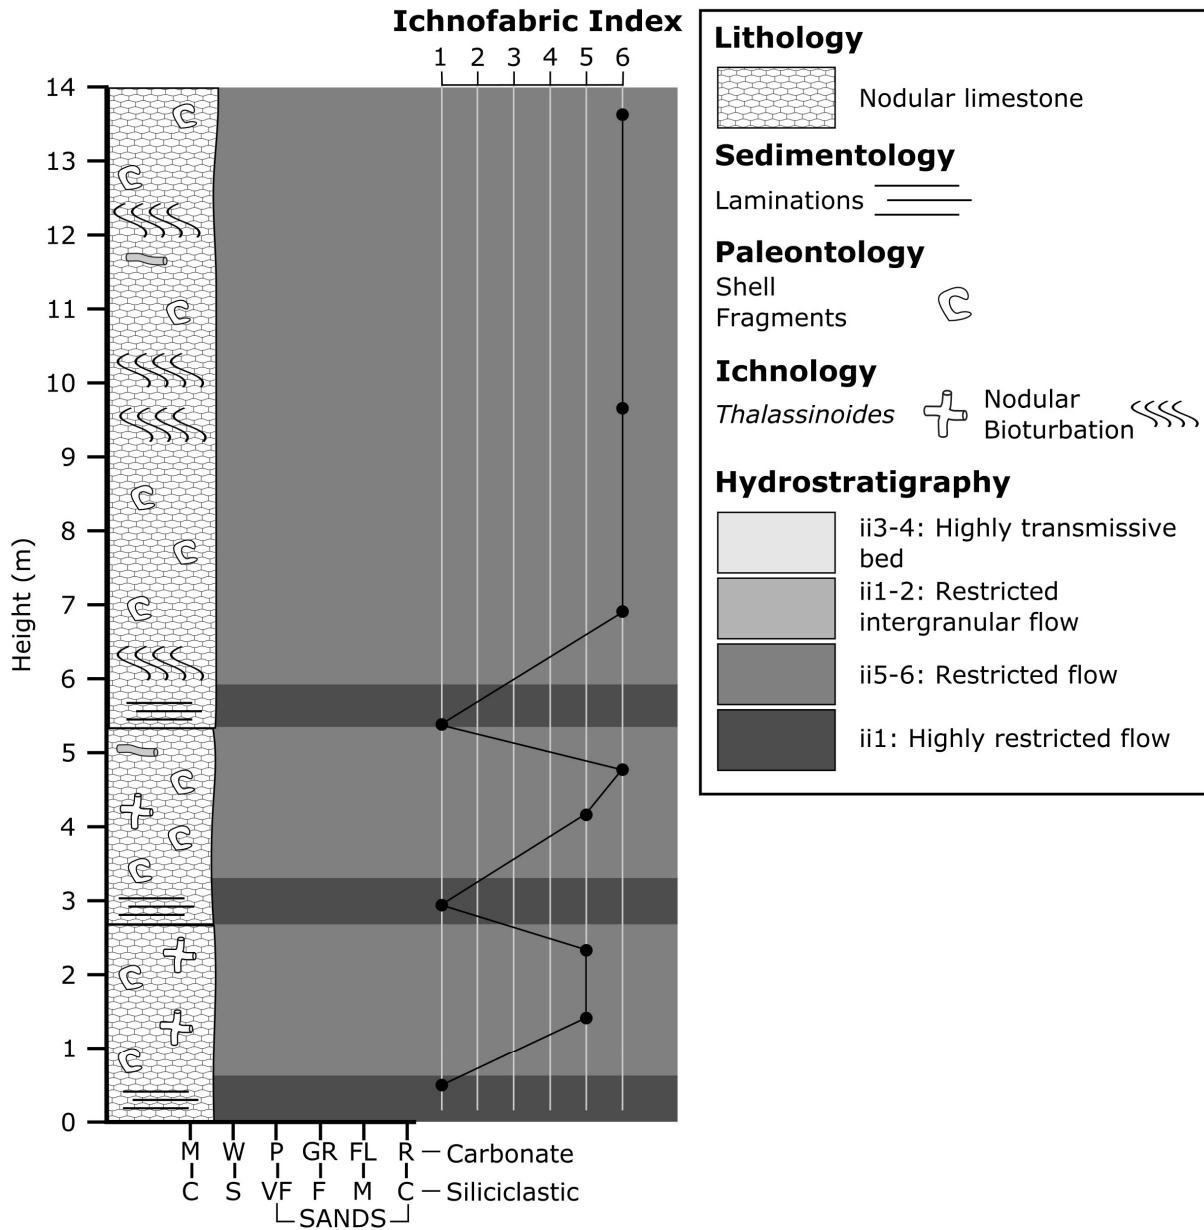 Ichnofabric Index
1 2 3 4 5 6
14
13
12
11
10
9
8
7
6
5
4
3
2
1
0
Height (m)
M W P GR FL R Carbonate
C S VF F M C Siliciclastic
SANDS
Lithology
Nodular limestone
Sedimentology
Laminations
Paleontology
Shell
Fragments
Ichnology
Thalassinoides
Nodular
Bioturbation
Hydrostratigraphy
ii3-4: Highly transmissive
bed
ii1-2: Restricted
intergranular flow
ii5-6: Restricted flow
ii1: Highly restricted flow